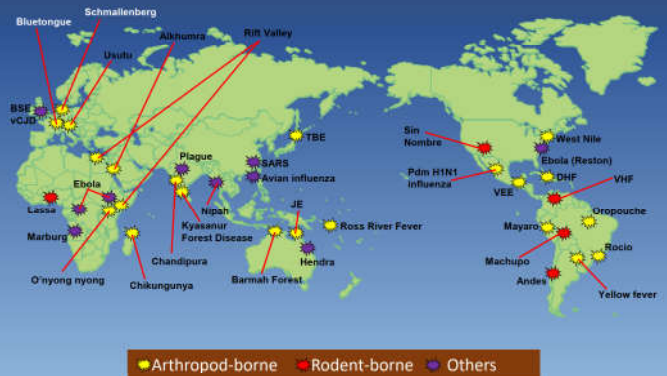 Schmallenberg
Bluetongue
Alkhumra
Rift Valley
Usutu
BSE
vCJD
TBE
Sin
Nombre
West Nile
Plague
SARS
Ebola (Reston)
Pdm H1N1
influenza
Avian influenza
DHF
VHF
Ebola
VEE
Lassa
Nipah
JE
Oropouche
Kyasanur
Forest Disease
Ross River Fever
Mayaro
Marburg
Rocio
Chandipura
Hendra
Machupo
O'nyong nyong
Barmah Forest
Andes
Chikungunya
Yellow fever
Arthropod-borne Rodent-borne Others